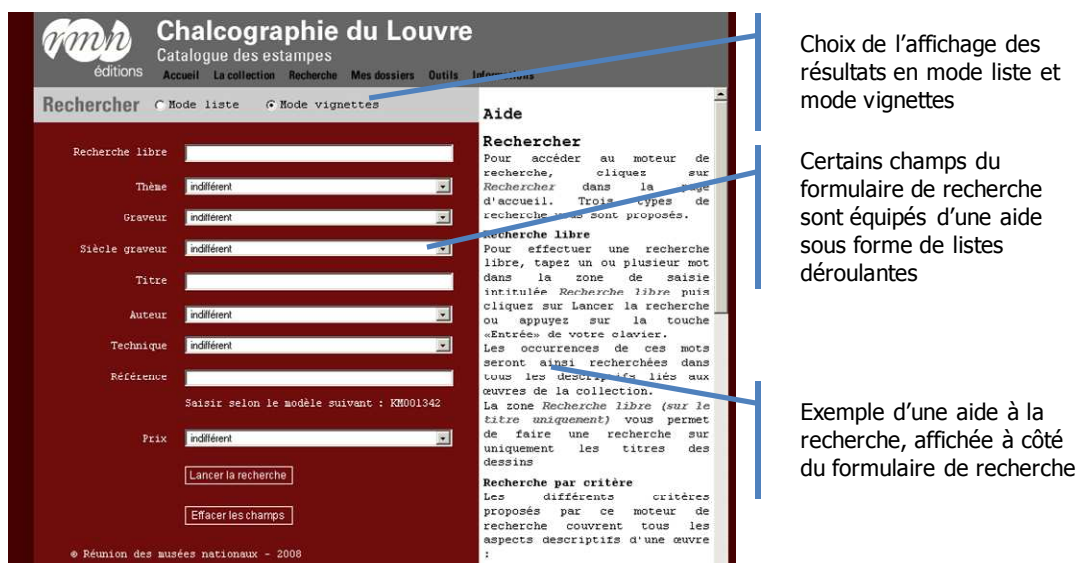 rmn
éditions
Chalcographie du Louvre
Catalogue des estampes
Accueil La collection Recherche Mes dossiers Outils Informations
Rechercher Mode liste Mode vignettes
Recherche libre
Thème indifférent
Graveur indifférent
Siècle graveur indifférent
Titre
Auteur indifférent
Technique indifférent
Référence
Saisir selon le modèle suivant : KM001342
Prix indifférent
Lancer la recherche
Effacer les champs
© Réunion des musées nationaux - 2008
Aide
Rechercher
Pour accéder au moteur de
recherche, cliquez sur
Rechercher dans la page
d'accueil. Trois types de
recherche vous sont proposés.
Recherche libre
Pour effectuer une recherche
libre, tapez un ou plusieur mot
dans la zone de saisie
intitulée Recherche libre puis
cliquez sur Lancer la recherche
ou appuyez sur la touche
«Entrée» de votre clavier.
Les occurrences de ces mots
seront ainsi recherchées dans
tous les descriptifs liés aux
œuvres de la collection.
La zone Recherche libre (sur le
titre uniquement) vous permet
de faire une recherche sur
uniquement les titres des
dessins
Recherche par critère
Les différents critères
proposés par ce moteur de
recherche couvrent tous les
aspects descriptifs d'une œuvre
:
Choix de l’affichage des
résultats en mode liste et
mode vignettes
Certains champs du
formulaire de recherche
sont équipés d’une aide
sous forme de listes
déroulantes
Exemple d’une aide à la
recherche, affichée à côté
du formulaire de recherche